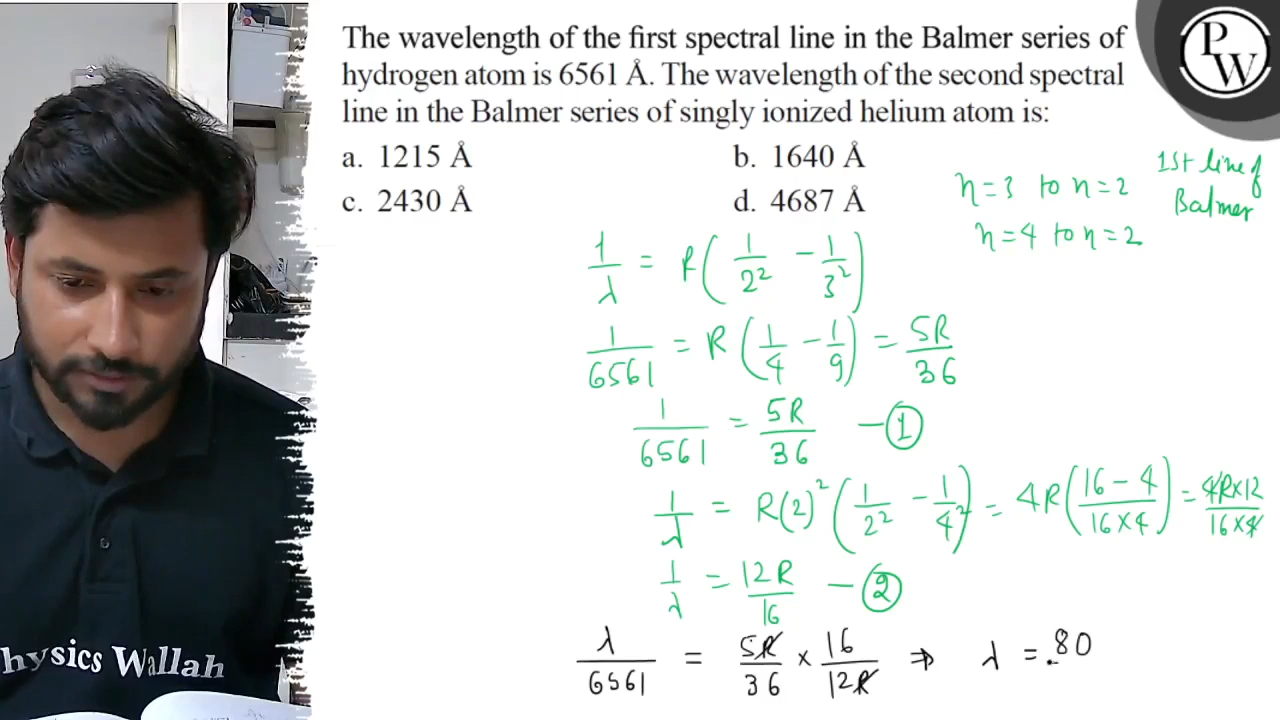 The wavelength of the first spectral line in the Balmer series of
hydrogen atom is 6561 Å. The wavelength of the second spectral
line in the Balmer series of singly ionized helium atom is:
a. 1215 Å
b. 1640 Å
c. 2430 Å
d. 4687 Å
PW
n=3 to n=2
1st line of
Balmer
n=4 to n=2
1/λ = R(1/2² - 1/3²)
1/6561 = R(1/4 - 1/9) = 5R/36
1/6561 = 5R/36 - ①
1/λ = R(2)²(1/2² - 1/4²) = 4R(16-4/16×4) = 4R×12/16×4
1/λ = 12R/16 - ②
λ/6561 = 5R/36 × 16/12R ⇒ λ = 80
hysics Wallah